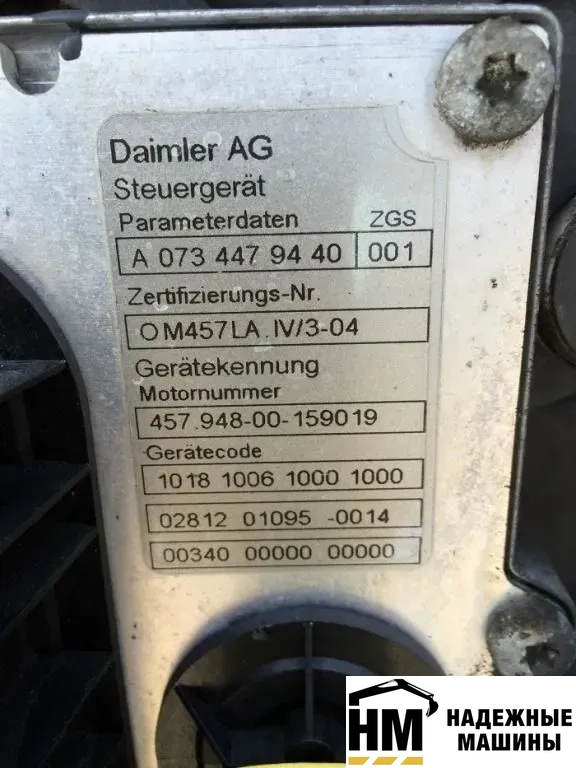 Daimler AG
Steuergerät
Parameterdaten ZGS
A 073 447 94 40 001
Zertifizierungs-Nr.
OM457LA.IV/3-04
Gerätekennung
Motornummer
457.948-00-159019
Gerätecode
1018 1006 1000 1000
02812 01095 -0014
00340 00000 00000
НМ НАДЕЖНЫЕ
МАШИНЫ